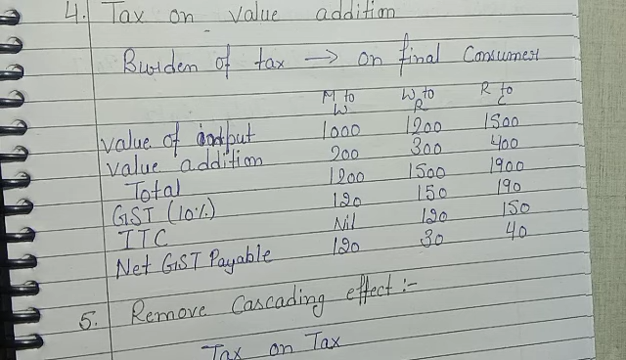 4. Tax on value addition
Burden of tax → on final Consumer
M to W W to R R to C
Value of input 1000 1200 1500
Value addition 200 300 400
Total 1200 1500 1900
GST (10%) 120 150 190
ITC Nil 120 150
Net GST Payable 120 30 40
5. Remove Cascading effect :-
Tax on Tax